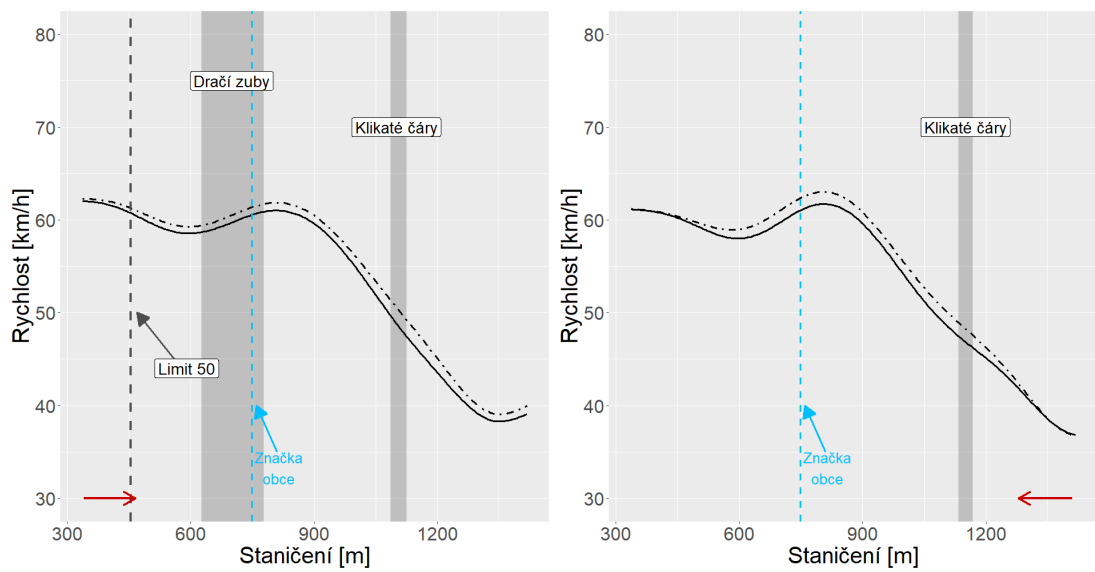 80
70
60
50
40
30
Rychlost [km/h]
Dračí zuby
Klikaté čáry
Limit 50
Značka
obce
300
600
900
1200
Staničení [m]
80
70
60
50
40
30
Rychlost [km/h]
Klikaté čáry
Značka
obce
300
600
900
1200
Staničení [m]